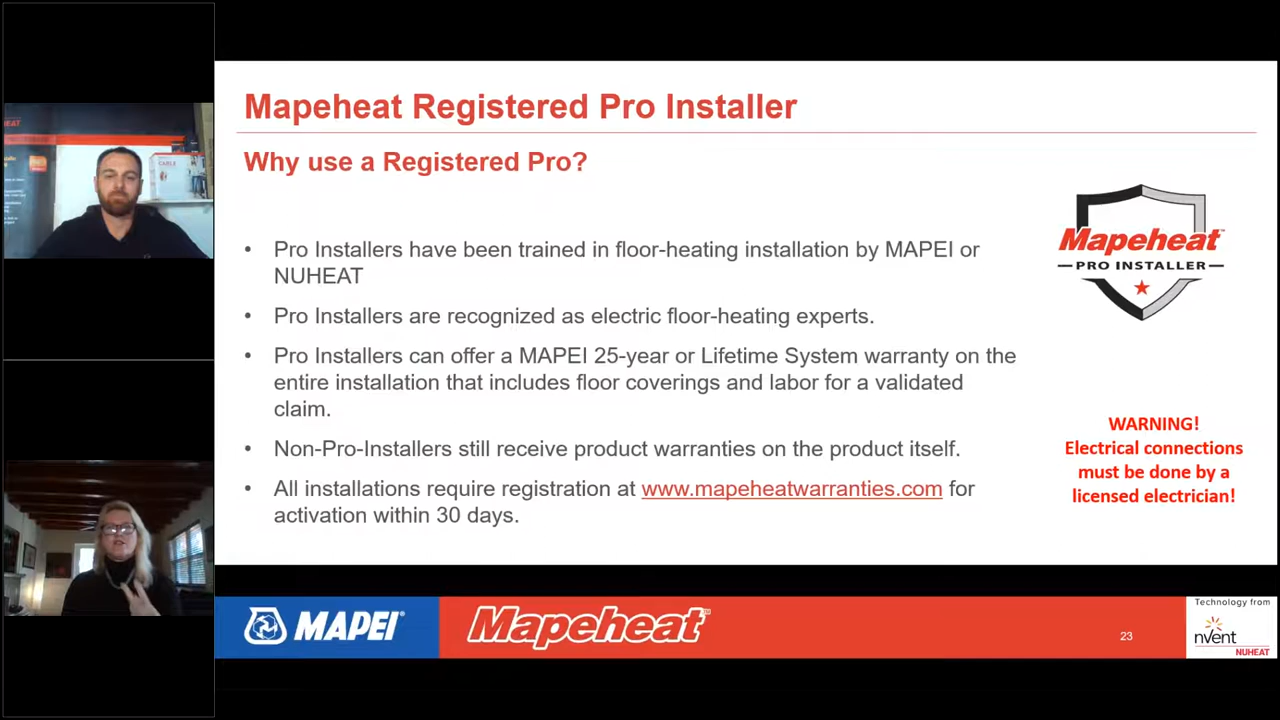 Mapeheat Registered Pro Installer
Why use a Registered Pro?
• Pro Installers have been trained in floor-heating installation by MAPEI or
NUHEAT
• Pro Installers are recognized as electric floor-heating experts.
• Pro Installers can offer a MAPEI 25-year or Lifetime System warranty on the
entire installation that includes floor coverings and labor for a validated
claim.
• Non-Pro-Installers still receive product warranties on the product itself.
• All installations require registration at www.mapeheatwarranties.com for
activation within 30 days.
Mapeheat™
PRO INSTALLER
WARNING!
Electrical connections
must be done by a
licensed electrician!
MAPEI®
Mapeheat™
23
Technology from
nVent
NUHEAT